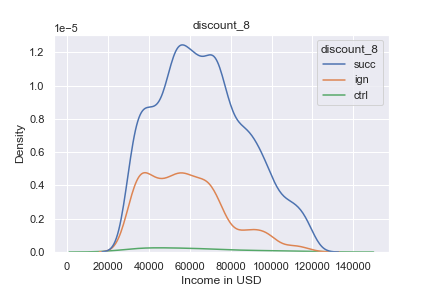 discount_8
1e−5
discount_8
succ
ign
ctrl
1.2
1.0
0.8
0.6
0.4
0.2
0.0
Density
0 20000 40000 60000 80000 100000 120000 140000
Income in USD